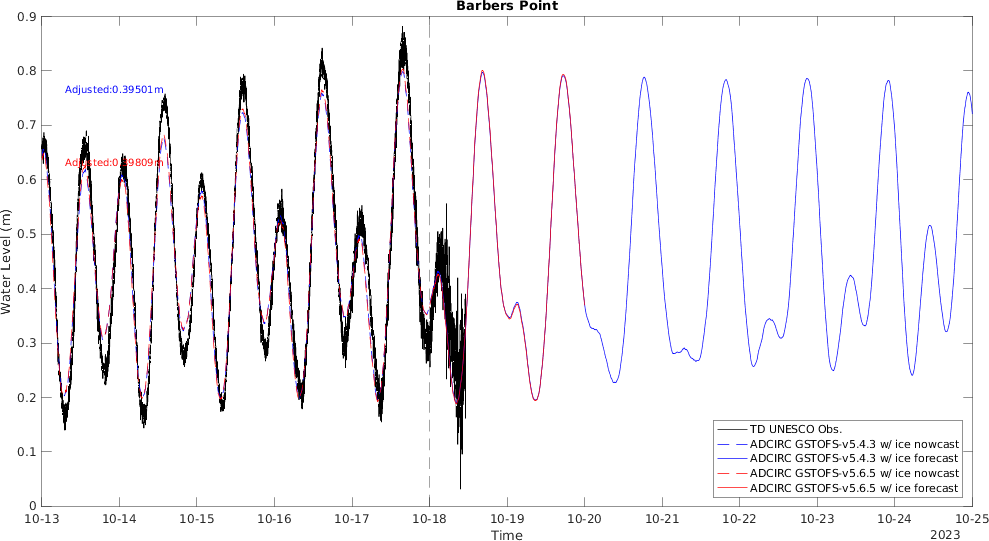 Barbers Point
0.9
0.8
0.7
0.6
0.5
0.4
0.3
0.2
0.1
0
Water Level (m)
Adjusted:0.39501m
Adjusted:0.39809m
TD UNESCO Obs.
ADCIRC GSTOFS-v5.4.3 w/ ice nowcast
ADCIRC GSTOFS-v5.4.3 w/ ice forecast
ADCIRC GSTOFS-v5.6.5 w/ ice nowcast
ADCIRC GSTOFS-v5.6.5 w/ ice forecast
10-13 10-14 10-15 10-16 10-17 10-18 10-19 10-20 10-21 10-22 10-23 10-24 10-25
Time
2023